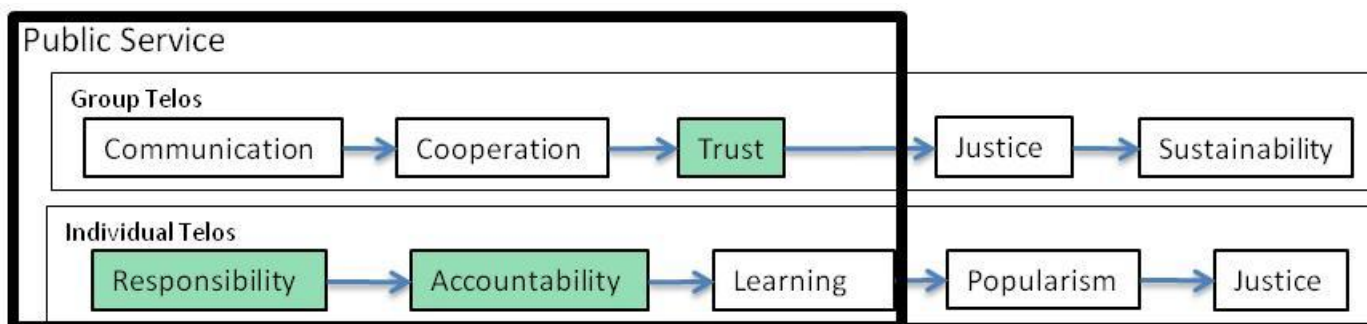 Public Service
Group Telos
Communication Cooperation Trust Justice Sustainability
Individual Telos
Responsibility Accountability Learning Popularism Justice